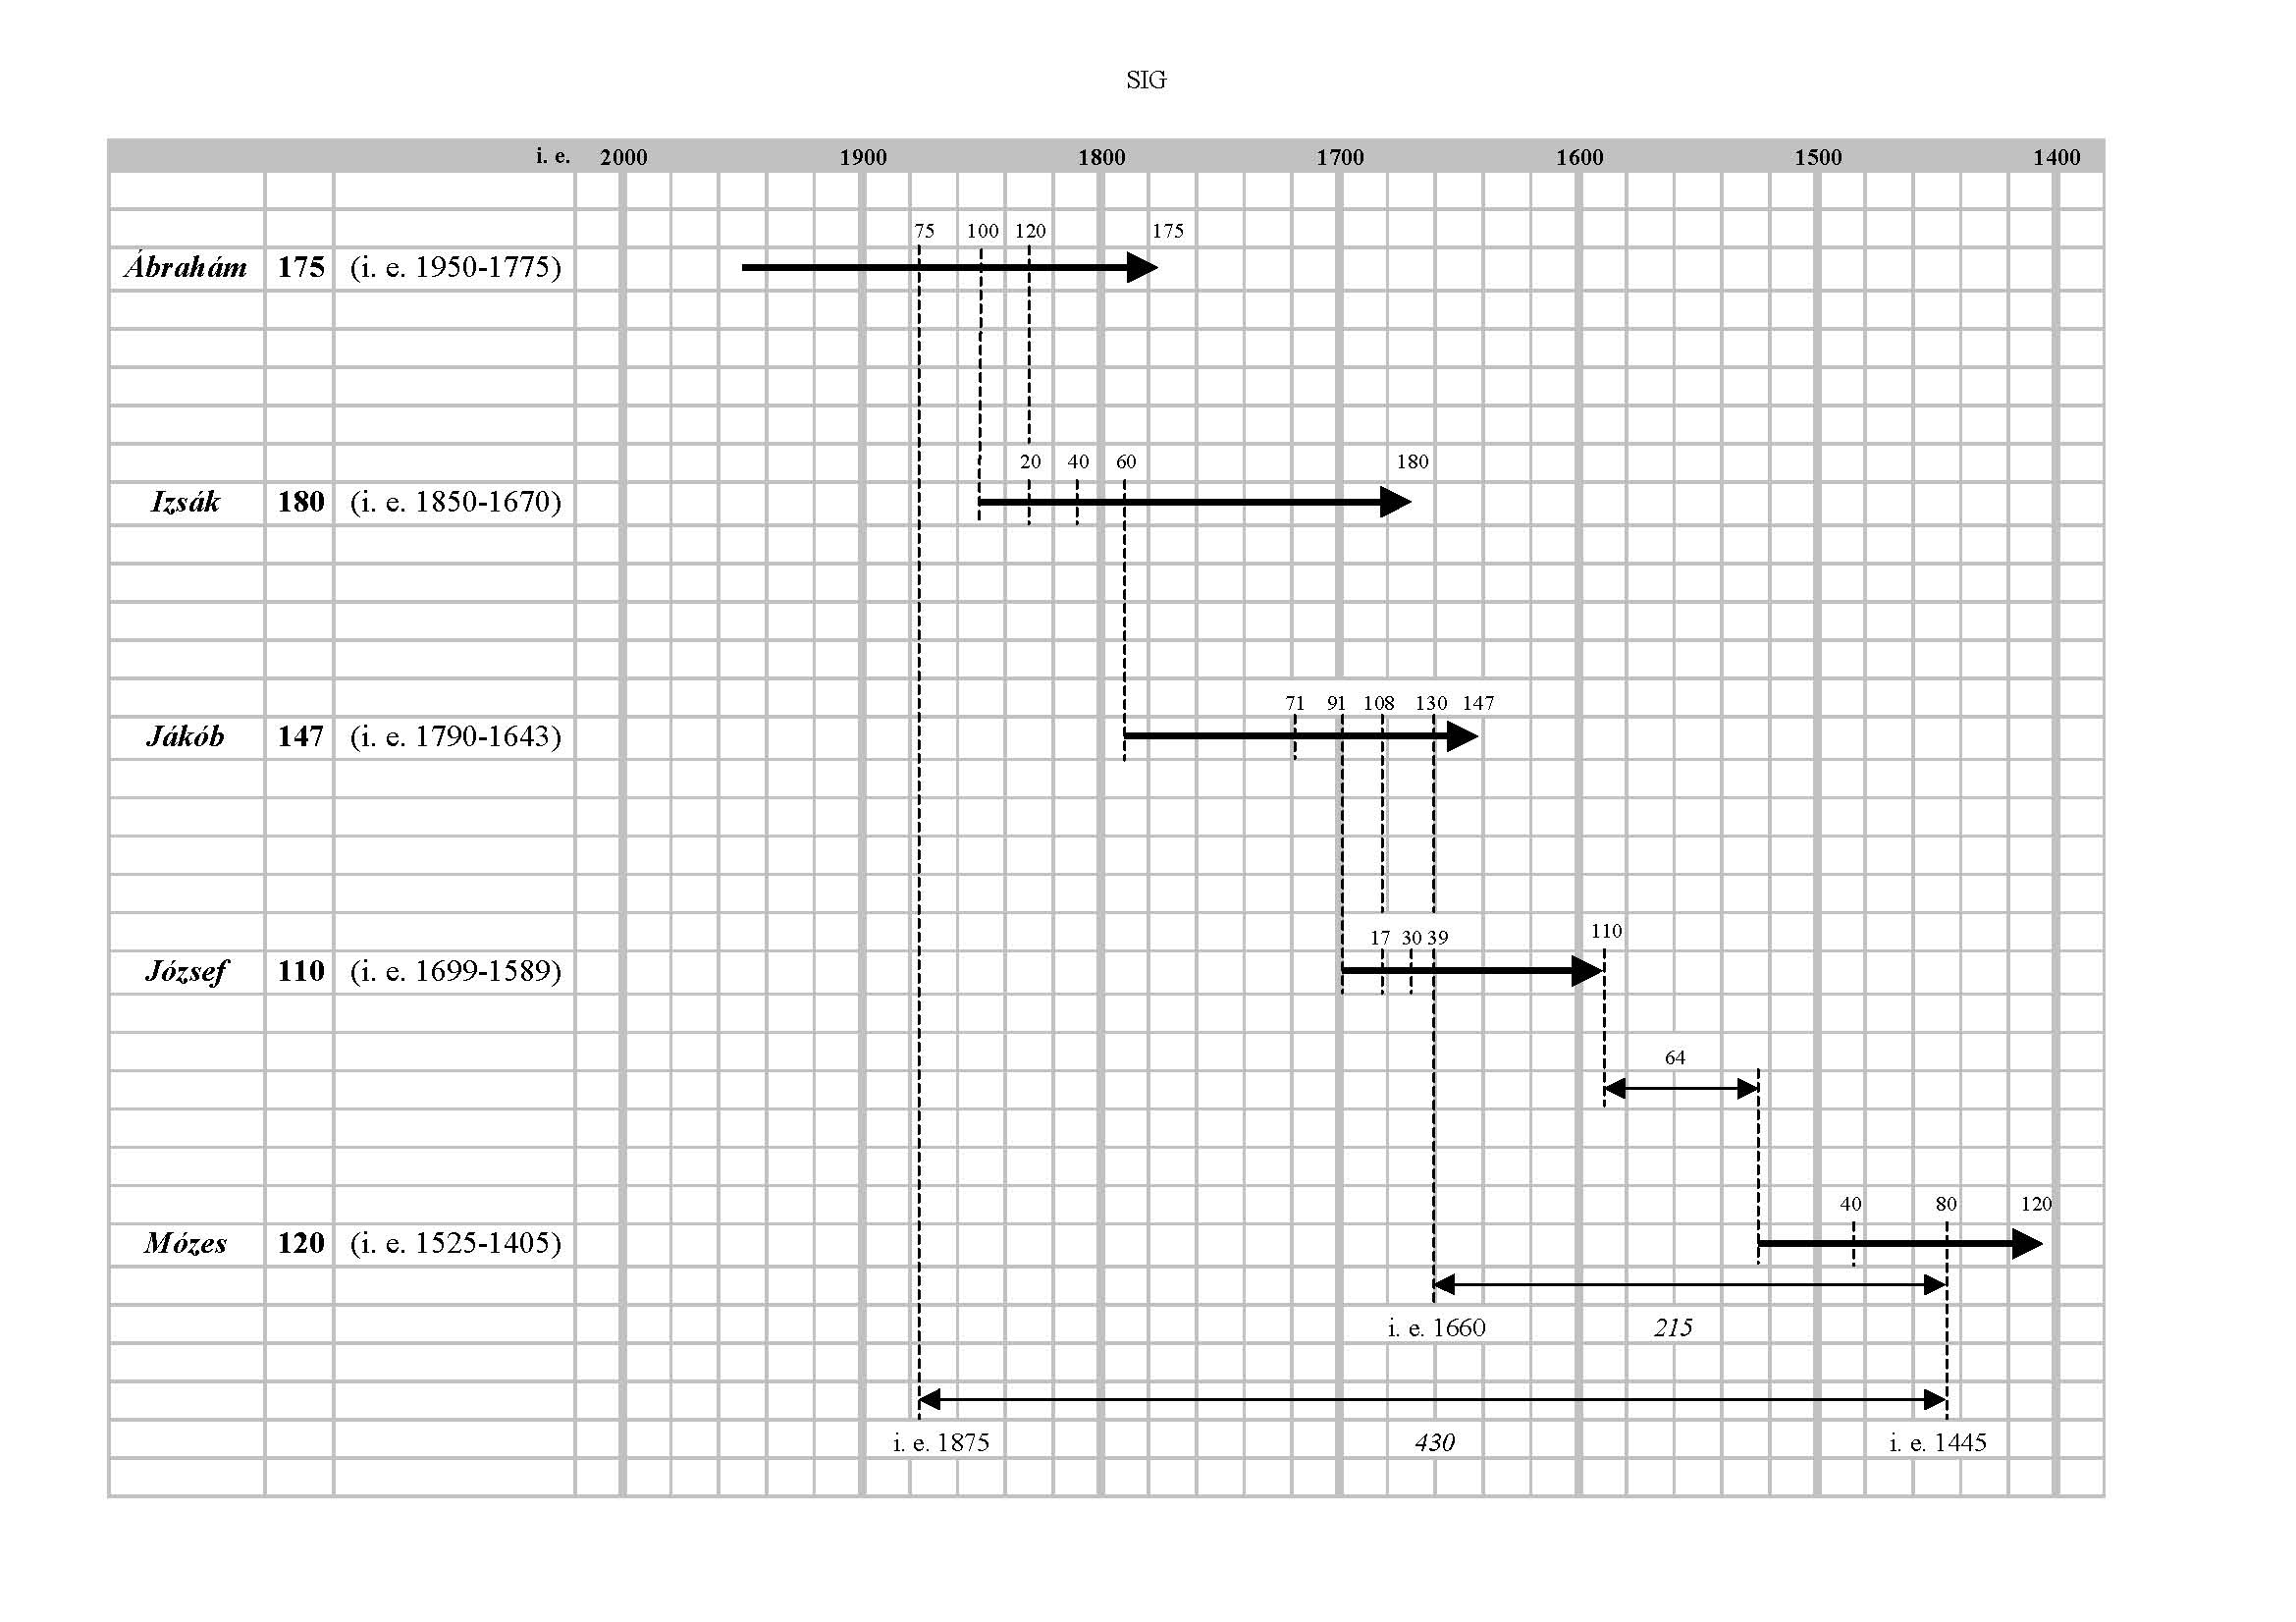 SIG
i. e. 2000 1900 1800 1700 1600 1500 1400
75 100 120 175
Ábrahám 175 (i. e. 1950-1775)
20 40 60 180
Izsák 180 (i. e. 1850-1670)
71 91 108 130 147
Jákób 147 (i. e. 1790-1643)
17 30 39 110
József 110 (i. e. 1699-1589)
64
40 80 120
Mózes 120 (i. e. 1525-1405)
i. e. 1660 215
i. e. 1875 430 i. e. 1445